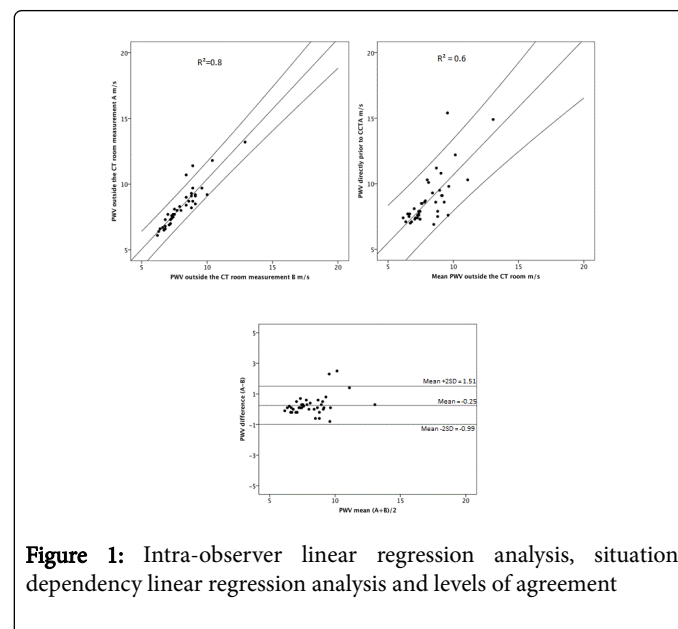 20
15
10
5
R²=0.8
PWV outside the CT room measurement A m/s
5
10
15
20
PWV outside the CT room measurement B m/s
20
15
10
5
R² = 0.6
PWV directly prior to CCTA m/s
5
10
15
20
Mean PWV outside the CT room m/s
5
3
1
-1
-3
-5
PWV difference (A-B)
Mean +2SD = 1.51
Mean = -0.25
Mean -2SD = -0.99
5
10
15
20
PWV mean (A+B)/2
Figure 1: Intra-observer linear regression analysis, situation
dependency linear regression analysis and levels of agreement